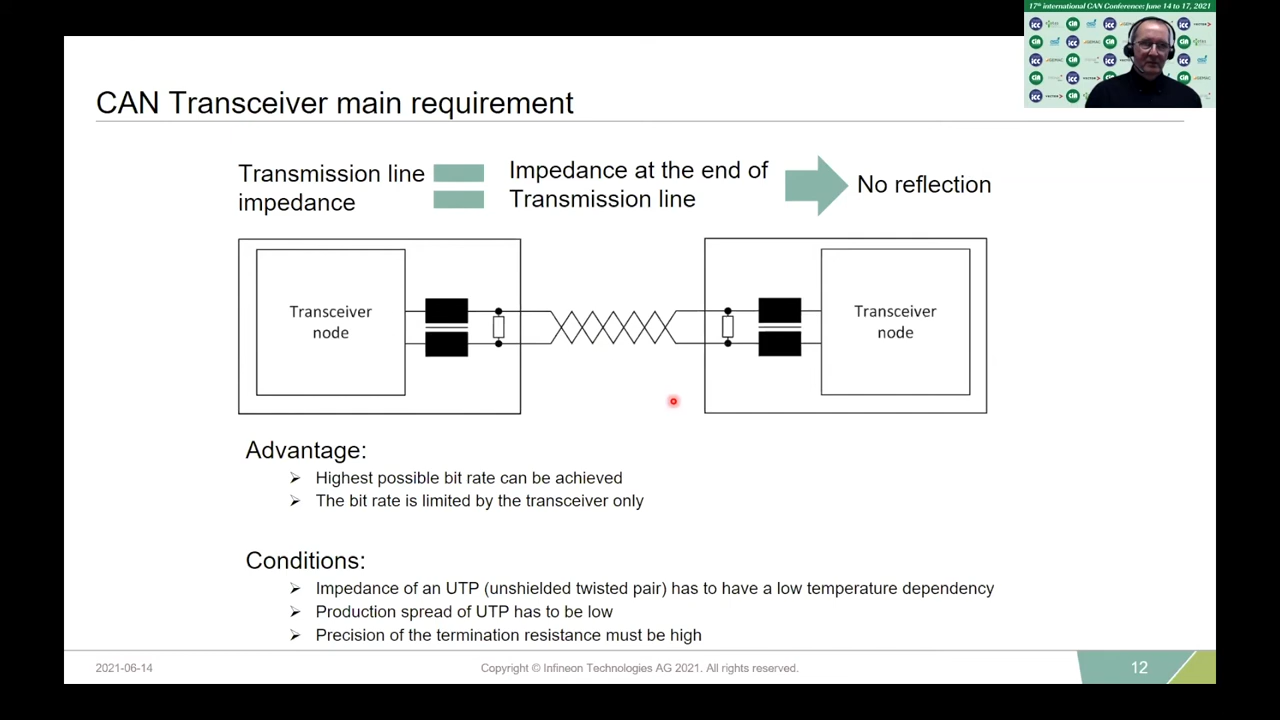 17th international CAN Conference: June 14 to 17, 2021
CAN Transceiver main requirement
Transmission line
impedance
Impedance at the end of
Transmission line
No reflection
Transceiver
node
Transceiver
node
Advantage:
➢ Highest possible bit rate can be achieved
➢ The bit rate is limited by the transceiver only
Conditions:
➢ Impedance of an UTP (unshielded twisted pair) has to have a low temperature dependency
➢ Production spread of UTP has to be low
➢ Precision of the termination resistance must be high
2021-06-14
Copyright © Infineon Technologies AG 2021. All rights reserved.
12